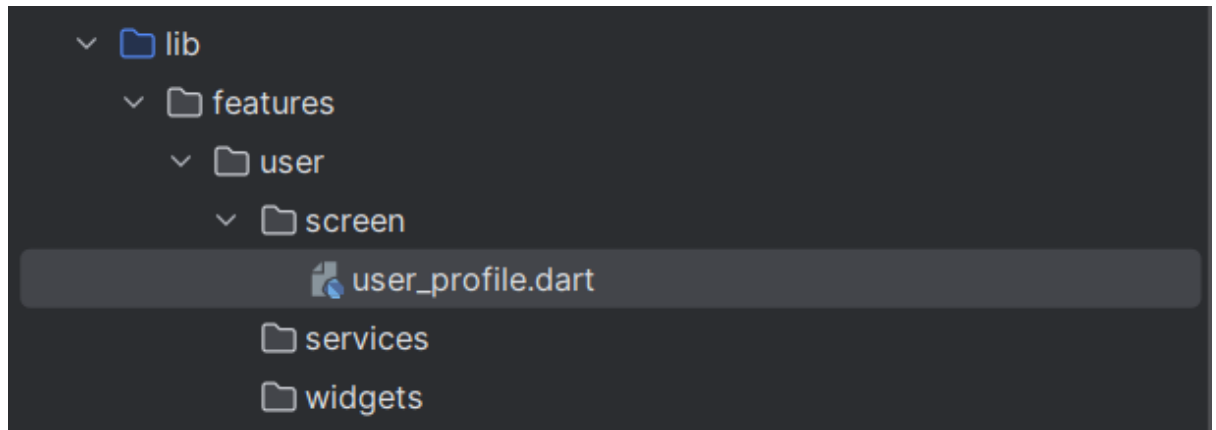 lib
features
user
screen
user_profile.dart
services
widgets